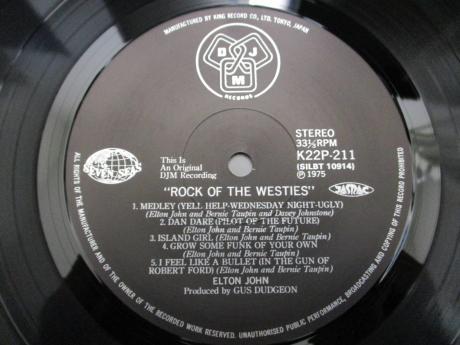 MANUFACTURED BY KING RECORD CO., LTD. TOKYO, JAPAN
D J M
RECORDS
STEREO
33⅓RPM
K22P-211
(SILBT 10914)
Ⓟ 1975
This Is
An Original
DJM Recording
SEVEN SEAS
JASRAC
"ROCK OF THE WESTIES"
1. MEDLEY (YELL HELP-WEDNESDAY NIGHT-UGLY)
(Elton John and Bernie Taupin and Davey Johnstone)
2. DAN DARE (PILOT OF THE FUTURE)
(Elton John and Bernie Taupin)
3. ISLAND GIRL (Elton John and Bernie Taupin)
4. GROW SOME FUNK OF YOUR OWN
(Elton John and Bernie Taupin)
5. I FEEL LIKE A BULLET (IN THE GUN OF
ROBERT FORD) (Elton John and Bernie Taupin)
ELTON JOHN
Produced by GUS DUDGEON
ALL RIGHTS OF THE MANUFACTURER AND OF THE OWNER OF THE RECORDED WORK RESERVED. UNAUTHORISED PUBLIC PERFORMANCE, BROADCASTING AND COPYING OF THIS RECORD PROHIBITED